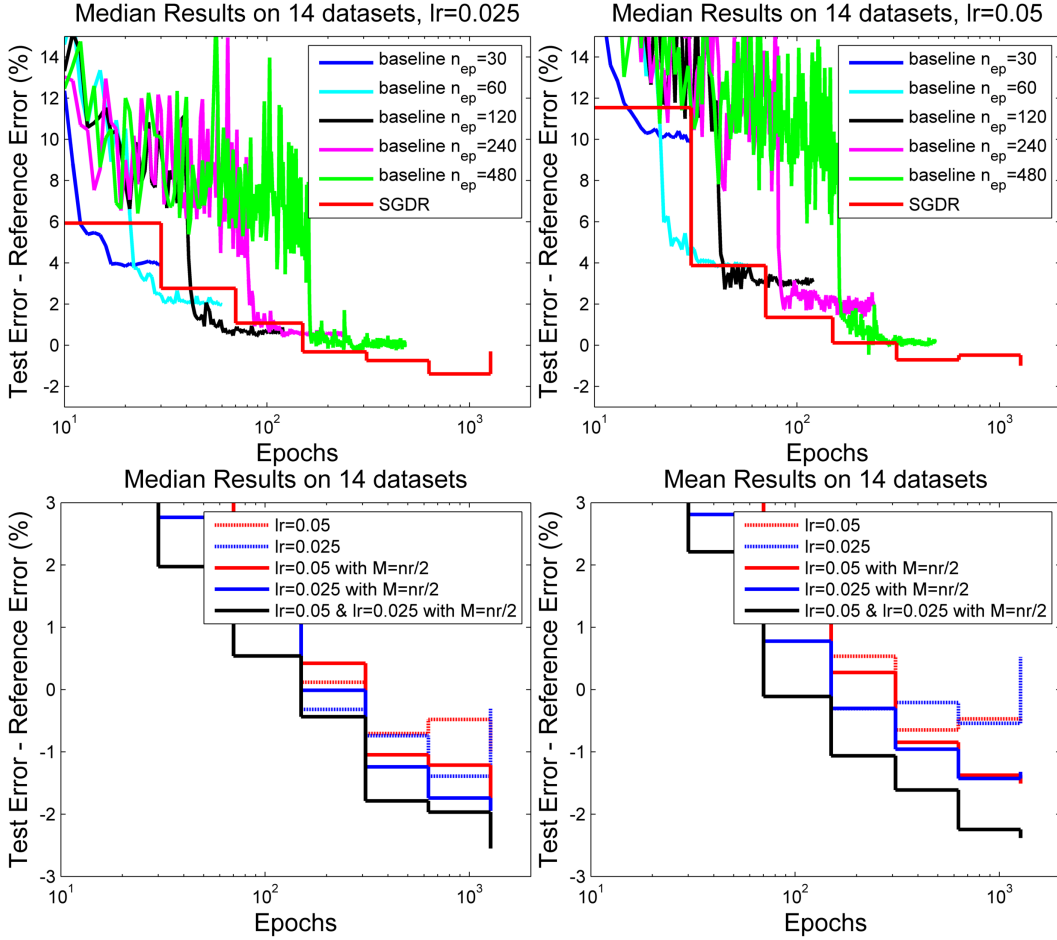 Median Results on 14 datasets, lr=0.025
Test Error - Reference Error (%)
14
12
10
8
6
4
2
0
-2
baseline n_ep=30
baseline n_ep=60
baseline n_ep=120
baseline n_ep=240
baseline n_ep=480
SGDR
10^1
10^2
10^3
Epochs
Median Results on 14 datasets, lr=0.05
Test Error - Reference Error (%)
14
12
10
8
6
4
2
0
-2
baseline n_ep=30
baseline n_ep=60
baseline n_ep=120
baseline n_ep=240
baseline n_ep=480
SGDR
10^1
10^2
10^3
Epochs
Median Results on 14 datasets
Test Error - Reference Error (%)
3
2
1
0
-1
-2
-3
lr=0.05
lr=0.025
lr=0.05 with M=nr/2
lr=0.025 with M=nr/2
lr=0.05 & lr=0.025 with M=nr/2
10^1
10^2
10^3
Epochs
Mean Results on 14 datasets
Test Error - Reference Error (%)
3
2
1
0
-1
-2
-3
lr=0.05
lr=0.025
lr=0.05 with M=nr/2
lr=0.025 with M=nr/2
lr=0.05 & lr=0.025 with M=nr/2
10^1
10^2
10^3
Epochs